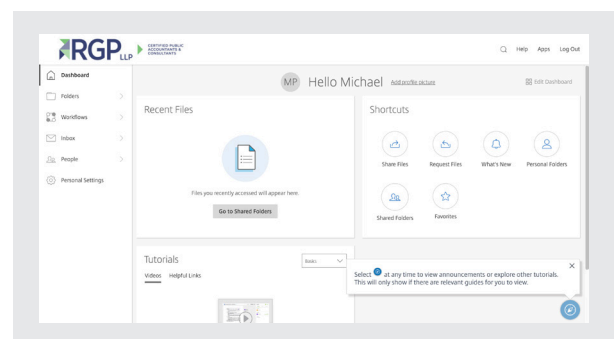 RGP LLP
CERTIFIED PUBLIC
ACCOUNTANTS &
CONSULTANTS
Help Apps Log Out
Dashboard
Folders
Workflows
Inbox
People
Personal Settings
MP Hello Michael Add profile picture
Edit Dashboard
Recent Files
Files you recently accessed will appear here.
Go to Shared Folders
Shortcuts
Share Files Request Files What's New Personal Folders
Shared Folders Favorites
Tutorials
Basic
Videos Helpful Links
Select at any time to view announcements or explore other tutorials.
This will only show if there are relevant guides for you to view.